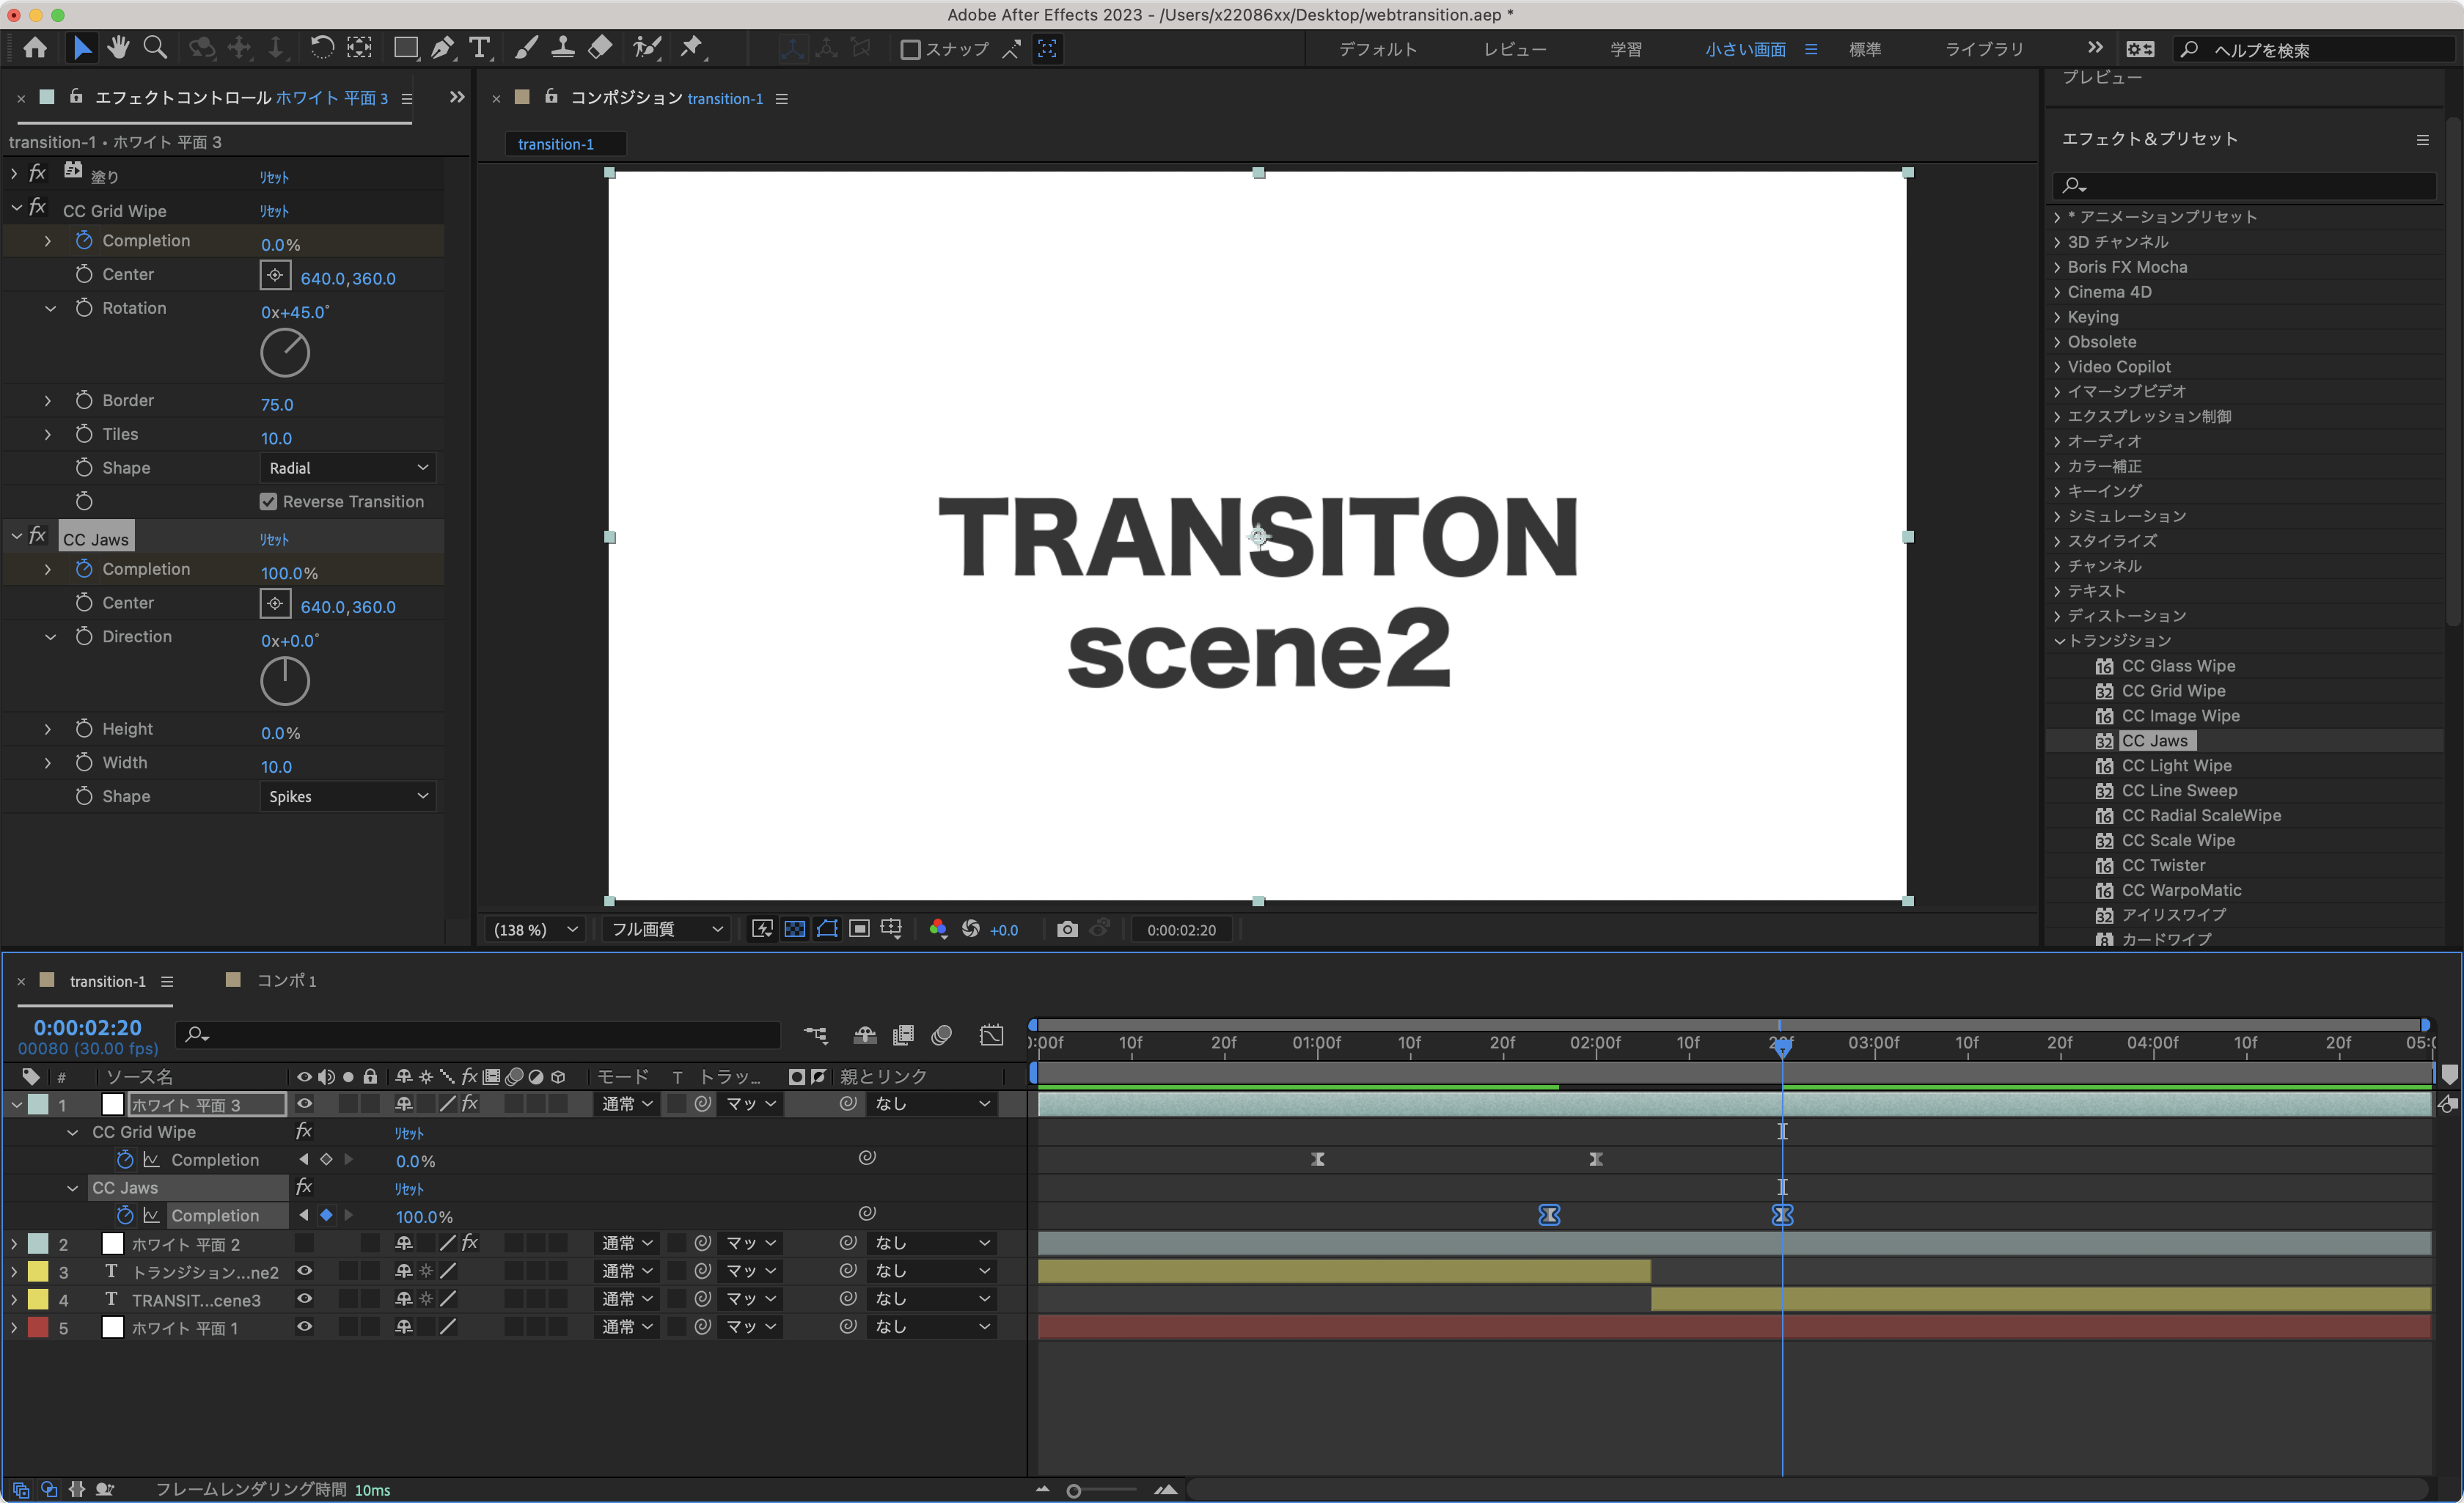 Adobe After Effects 2023 - /Users/x22086xx/Desktop/webtransition.aep *
スナップ
デフォルト
レビュー
学習
小さい画面
標準
ライブラリ
ヘルプを検索
エフェクトコントロール ホワイト 平面 3
transition-1 • ホワイト 平面 3
fx 塗り リセット
fx CC Grid Wipe リセット
Completion 0.0%
Center 640.0,360.0
Rotation 0x+45.0°
Border 75.0
Tiles 10.0
Shape Radial
Reverse Transition
fx CC Jaws リセット
Completion 100.0%
Center 640.0,360.0
Direction 0x+0.0°
Height 0.0%
Width 10.0
Shape Spikes
コンポジション transition-1
transition-1
TRANSITON
scene2
(138 %) フル画質 +0.0 0:00:02:20
プレビュー
エフェクト＆プリセット
* アニメーションプリセット
3D チャンネル
Boris FX Mocha
Cinema 4D
Keying
Obsolete
Video Copilot
イマーシブビデオ
エクスプレッション制御
オーディオ
カラー補正
キーイング
シミュレーション
スタイライズ
チャンネル
テキスト
ディストーション
トランジション
16 CC Glass Wipe
32 CC Grid Wipe
16 CC Image Wipe
32 CC Jaws
16 CC Light Wipe
32 CC Line Sweep
16 CC Radial ScaleWipe
32 CC Scale Wipe
16 CC Twister
16 CC WarpoMatic
32 アイリスワイプ
8 カードワイプ
transition-1 コンポ 1
0:00:02:20
00080 (30.00 fps)
:00f 10f 20f 01:00f 10f 20f 02:00f 10f 20f 03:00f 10f 20f 04:00f 10f 20f 05:0
# ソース名 fx モード T トラッ... 親とリンク
1 ホワイト 平面 3 fx 通常 マッ なし
CC Grid Wipe fx リセット
Completion 0.0%
CC Jaws fx リセット
Completion 100.0%
2 ホワイト 平面 2 fx 通常 マッ なし
3 T トランジション...ne2 通常 マッ なし
4 T TRANSIT...cene3 通常 マッ なし
5 ホワイト 平面 1 通常 マッ なし
フレームレンダリング時間 10ms